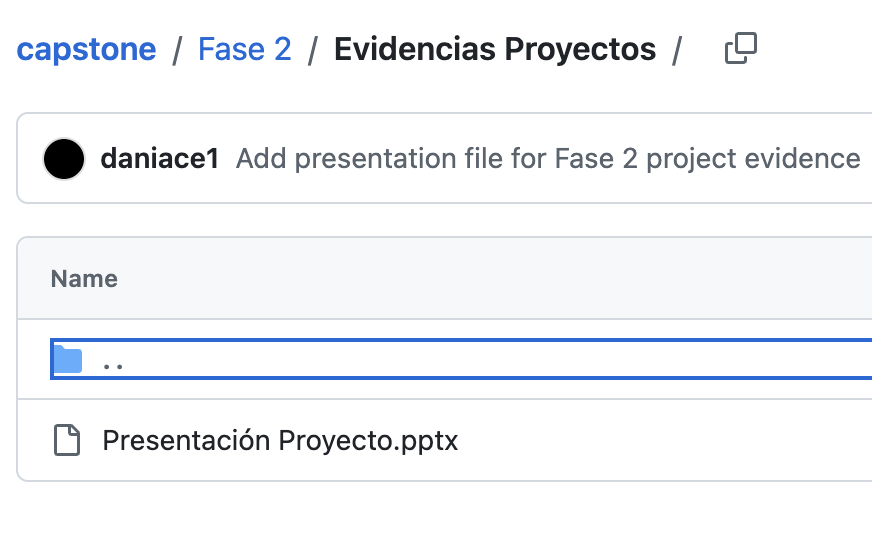 capstone / Fase 2 / Evidencias Proyectos /
daniace1 Add presentation file for Fase 2 project evidence
Name
..
Presentación Proyecto.pptx